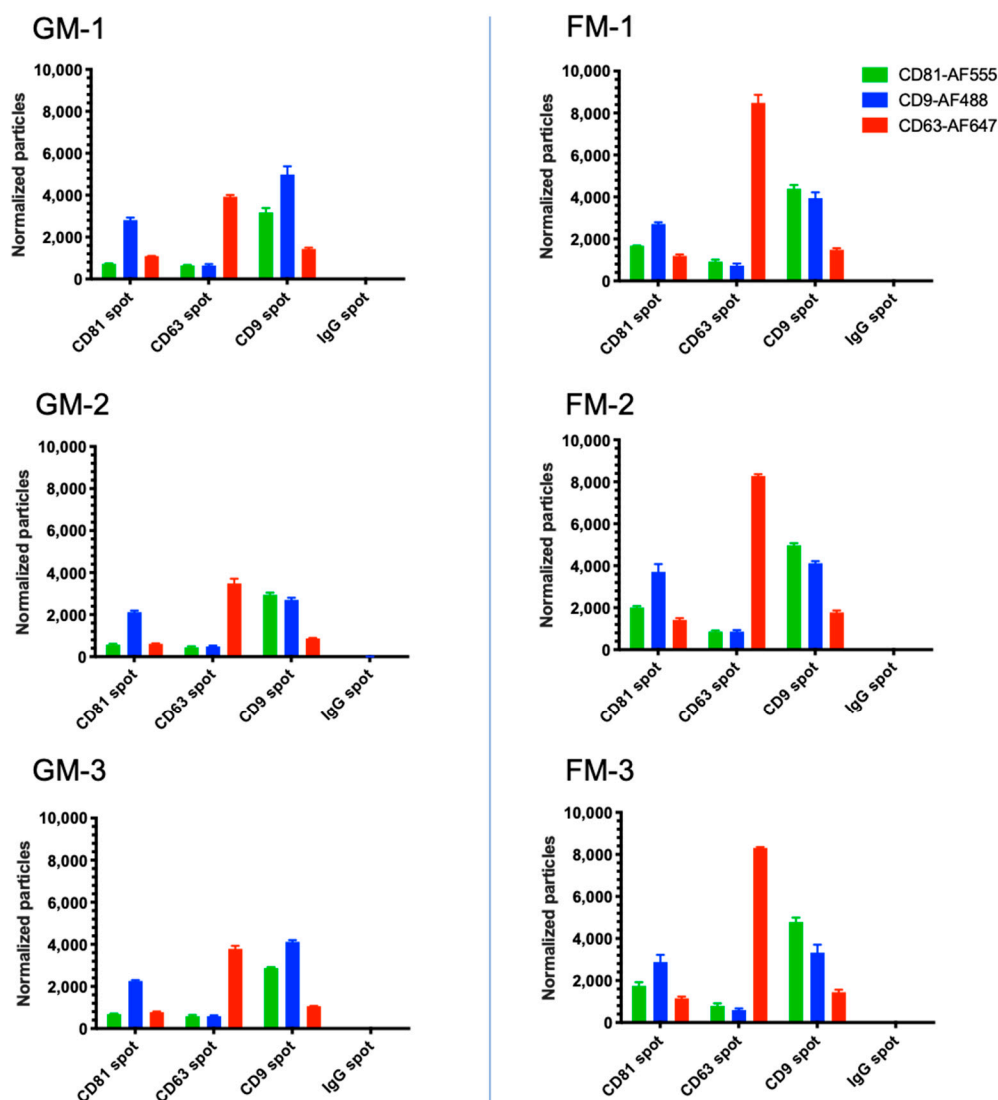 GM-1
Normalized particles
10,000
8,000
6,000
4,000
2,000
0
CD81 spot
CD63 spot
CD9 spot
IgG spot
FM-1
Normalized particles
10,000
8,000
6,000
4,000
2,000
0
CD81 spot
CD63 spot
CD9 spot
IgG spot
CD81-AF555
CD9-AF488
CD63-AF647
GM-2
Normalized particles
10,000
8,000
6,000
4,000
2,000
0
CD81 spot
CD63 spot
CD9 spot
IgG spot
FM-2
Normalized particles
10,000
8,000
6,000
4,000
2,000
0
CD81 spot
CD63 spot
CD9 spot
IgG spot
GM-3
Normalized particles
10,000
8,000
6,000
4,000
2,000
0
CD81 spot
CD63 spot
CD9 spot
IgG spot
FM-3
Normalized particles
10,000
8,000
6,000
4,000
2,000
0
CD81 spot
CD63 spot
CD9 spot
IgG spot